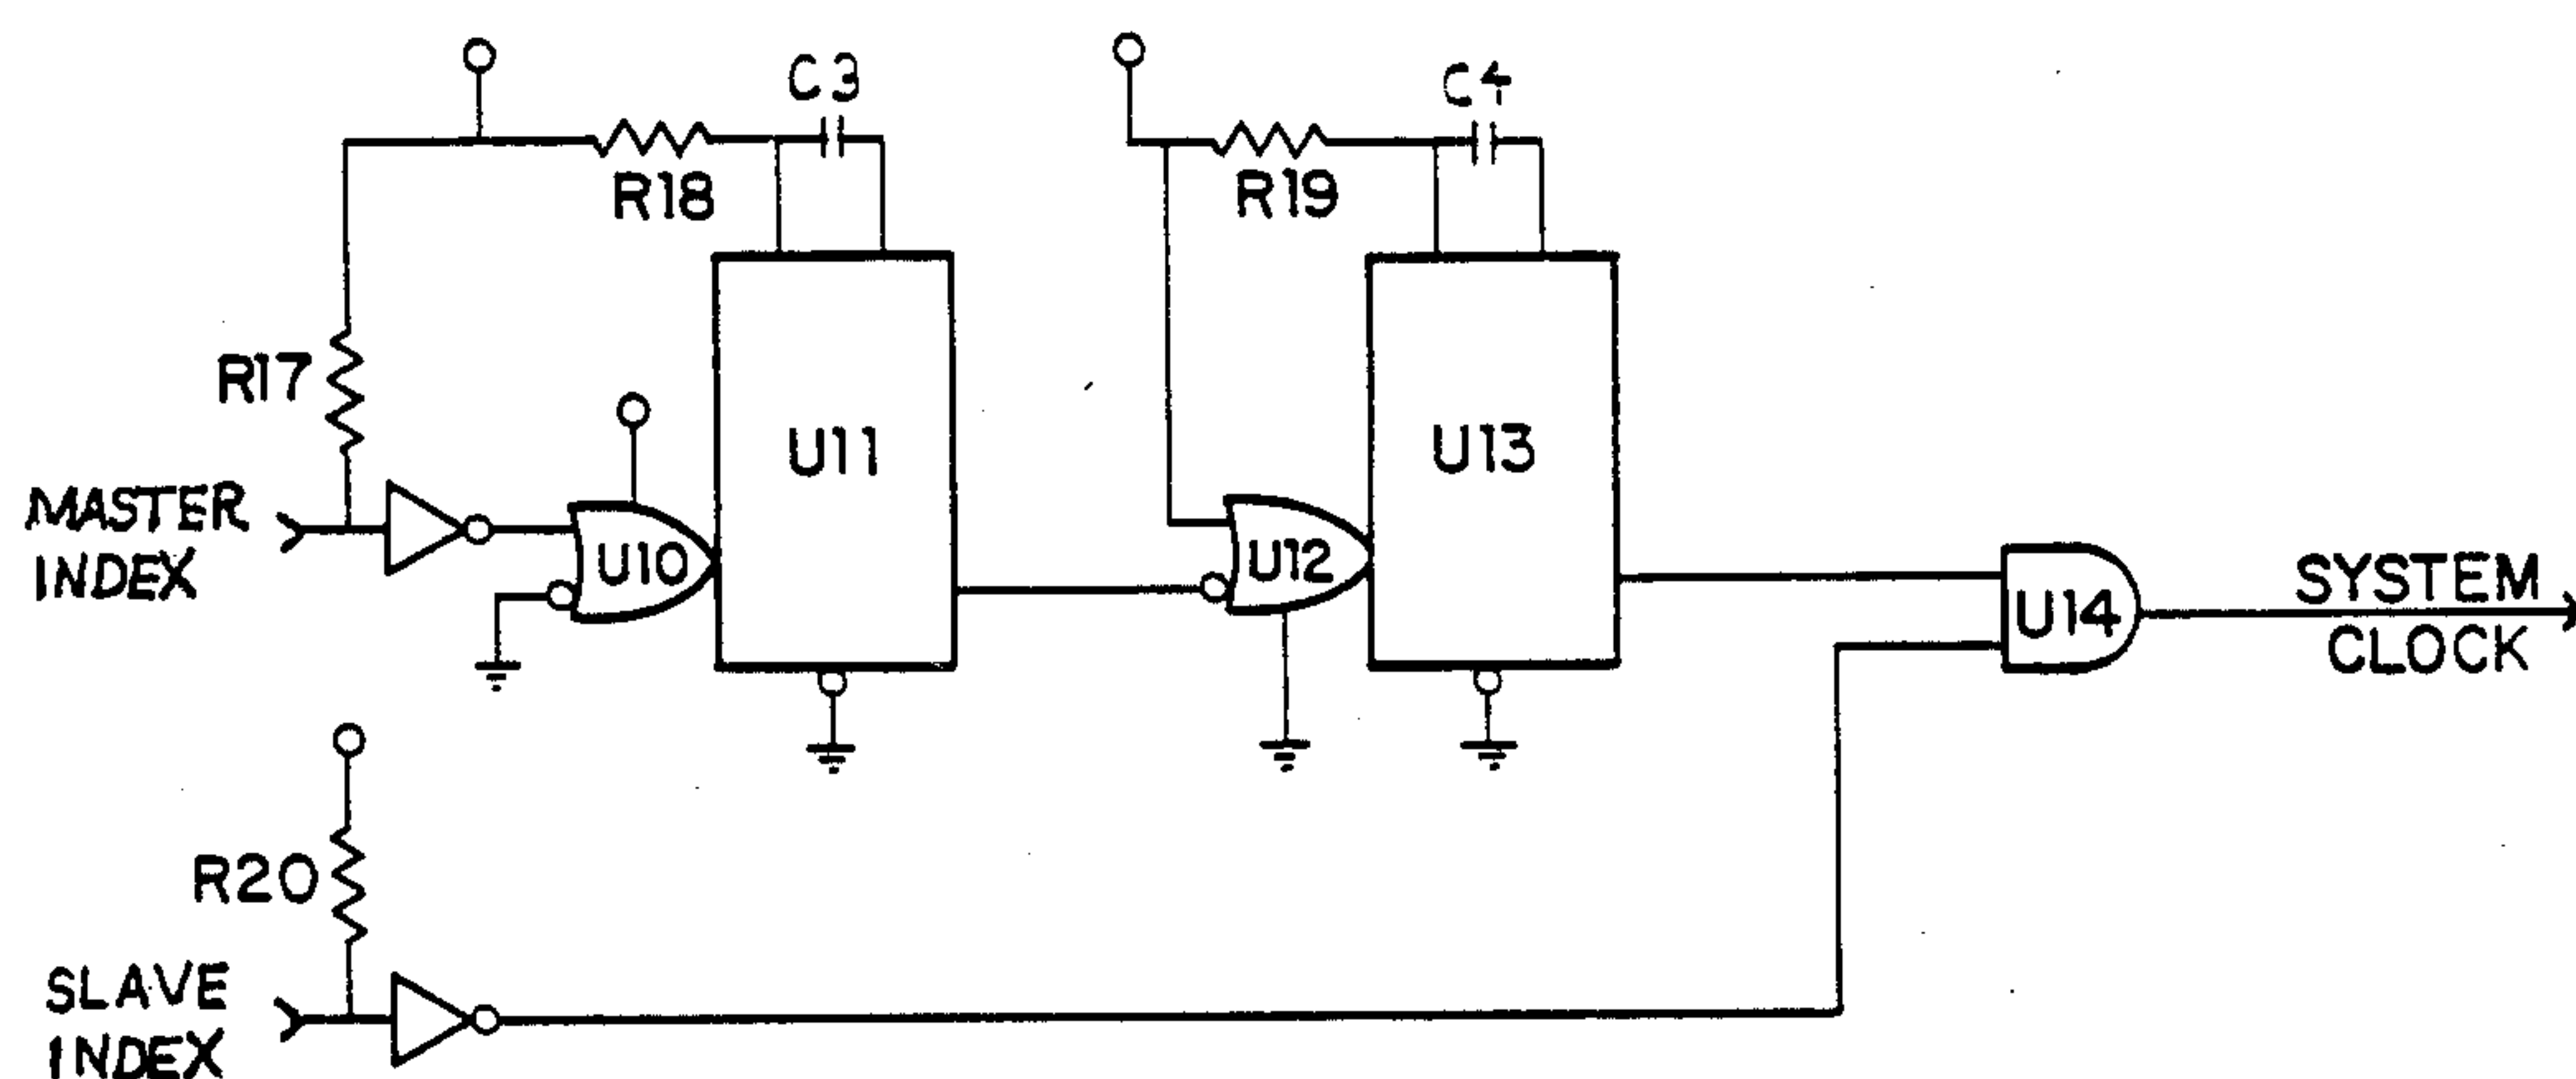 C3
C4
R18
R19
R17
U11
U13
MASTER
INDEX
U10
U12
U14
SYSTEM
CLOCK
R20
SLAVE
INDEX